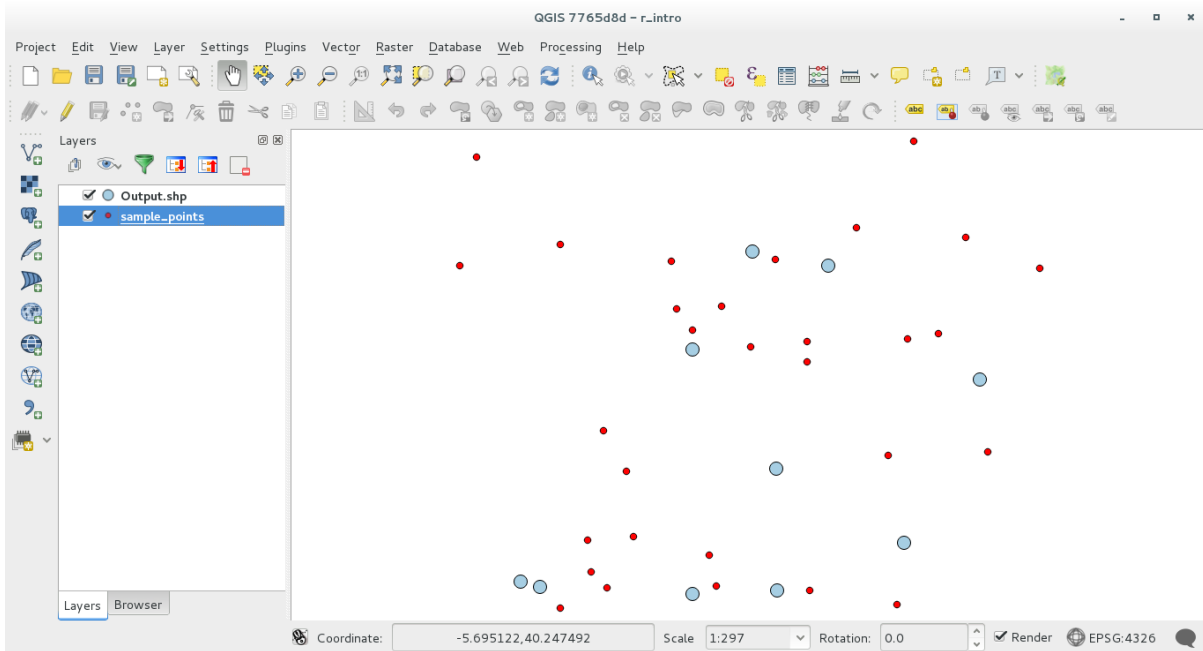 QGIS 7765d8d - r_intro
Project Edit View Layer Settings Plugins Vector Raster Database Web Processing Help
Layers
Output.shp
sample_points
Layers Browser
Coordinate: -5.695122,40.247492 Scale 1:297 Rotation: 0.0 Render EPSG:4326